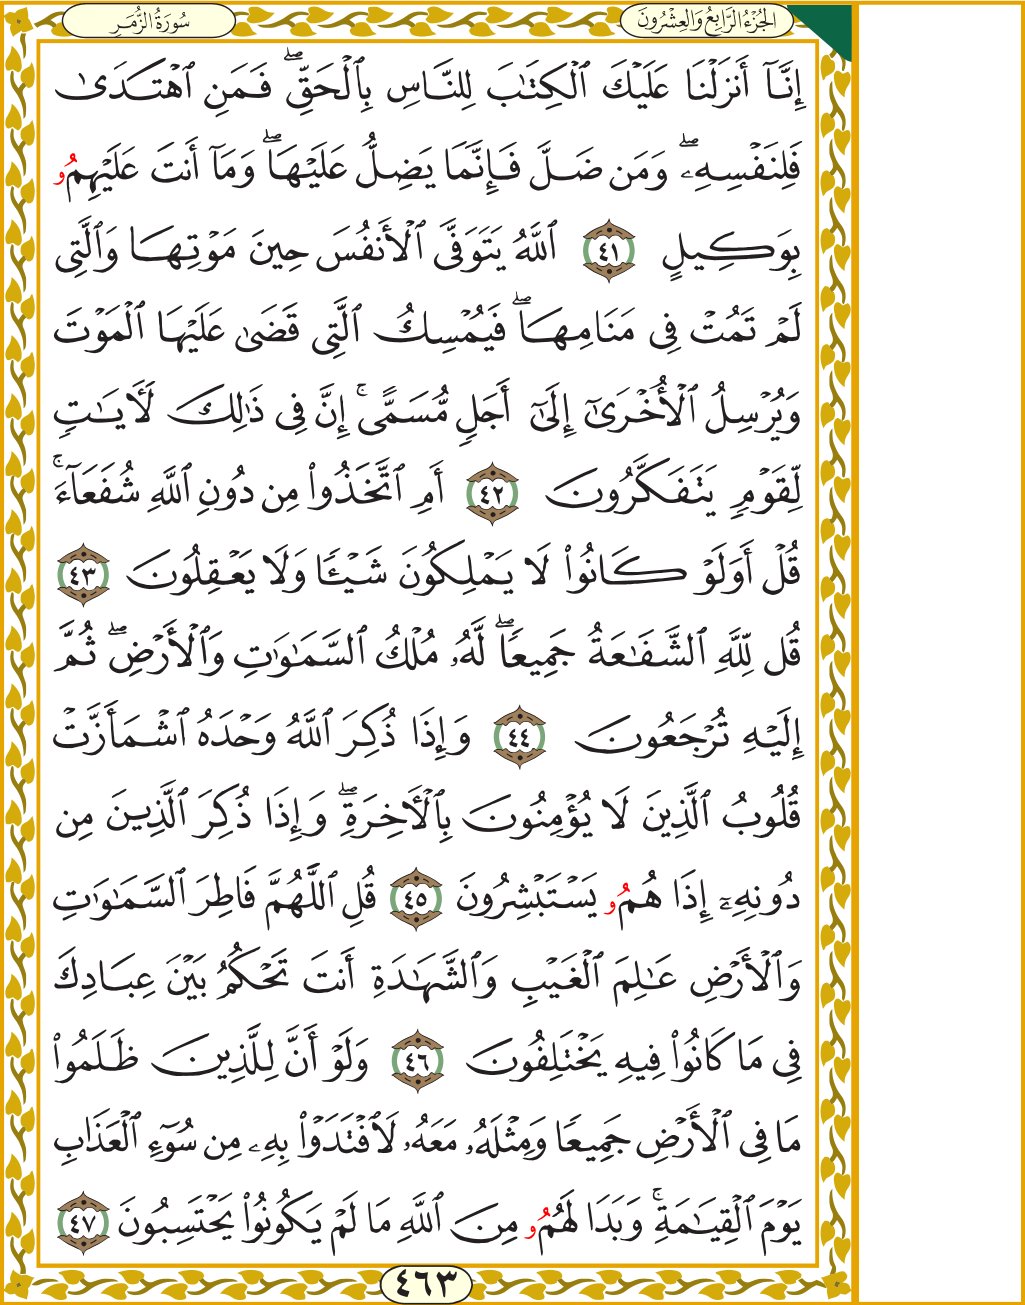 الجُزْءُ الرَّابِعُ وَالعِشْرُونَ
سُورَةُ الزُّمَرِ
إِنَّآ أَنزَلْنَا عَلَيْكَ ٱلْكِتَٰبَ لِلنَّاسِ بِٱلْحَقِّ ۖ فَمَنِ ٱهْتَدَىٰ
فَلِنَفْسِهِۦ ۖ وَمَن ضَلَّ فَإِنَّمَا يَضِلُّ عَلَيْهَا ۖ وَمَآ أَنتَ عَلَيْهِمُۥ
بِوَكِيلٍ ٤١ ٱللَّهُ يَتَوَفَّى ٱلْأَنفُسَ حِينَ مَوْتِهَا وَٱلَّتِى
لَمْ تَمُتْ فِى مَنَامِهَا ۖ فَيُمْسِكُ ٱلَّتِى قَضَىٰ عَلَيْهَا ٱلْمَوْتَ
وَيُرْسِلُ ٱلْأُخْرَىٰٓ إِلَىٰٓ أَجَلٍ مُّسَمًّى ۚ إِنَّ فِى ذَٰلِكَ لَأٓيَٰتٍ
لِّقَوْمٍ يَتَفَكَّرُونَ ٤٢ أَمِ ٱتَّخَذُوا۟ مِن دُونِ ٱللَّهِ شُفَعَآءَ ۚ
قُلْ أَوَلَوْ كَانُوا۟ لَا يَمْلِكُونَ شَيْـًٔا وَلَا يَعْقِلُونَ ٤٣
قُل لِّلَّهِ ٱلشَّفَٰعَةُ جَمِيعًا ۖ لَّهُۥ مُلْكُ ٱلسَّمَٰوَٰتِ وَٱلْأَرْضِ ۖ ثُمَّ
إِلَيْهِ تُرْجَعُونَ ٤٤ وَإِذَا ذُكِرَ ٱللَّهُ وَحْدَهُ ٱشْمَأَزَّتْ
قُلُوبُ ٱلَّذِينَ لَا يُؤْمِنُونَ بِٱلْأٓخِرَةِ ۖ وَإِذَا ذُكِرَ ٱلَّذِينَ مِن
دُونِهِۦٓ إِذَا هُمُۥ يَسْتَبْشِرُونَ ٤٥ قُلِ ٱللَّهُمَّ فَاطِرَ ٱلسَّمَٰوَٰتِ
وَٱلْأَرْضِ عَٰلِمَ ٱلْغَيْبِ وَٱلشَّهَٰدَةِ أَنتَ تَحْكُمُ بَيْنَ عِبَادِكَ
فِى مَا كَانُوا۟ فِيهِ يَخْتَلِفُونَ ٤٦ وَلَوْ أَنَّ لِلَّذِينَ ظَلَمُوا۟
مَا فِى ٱلْأَرْضِ جَمِيعًا وَمِثْلَهُۥ مَعَهُۥ لَٱفْتَدَوْا۟ بِهِۦ مِن سُوٓءِ ٱلْعَذَابِ
يَوْمَ ٱلْقِيَٰمَةِ ۚ وَبَدَا لَهُمُۥ مِنَ ٱللَّهِ مَا لَمْ يَكُونُوا۟ يَحْتَسِبُونَ ٤٧
٤٦٣